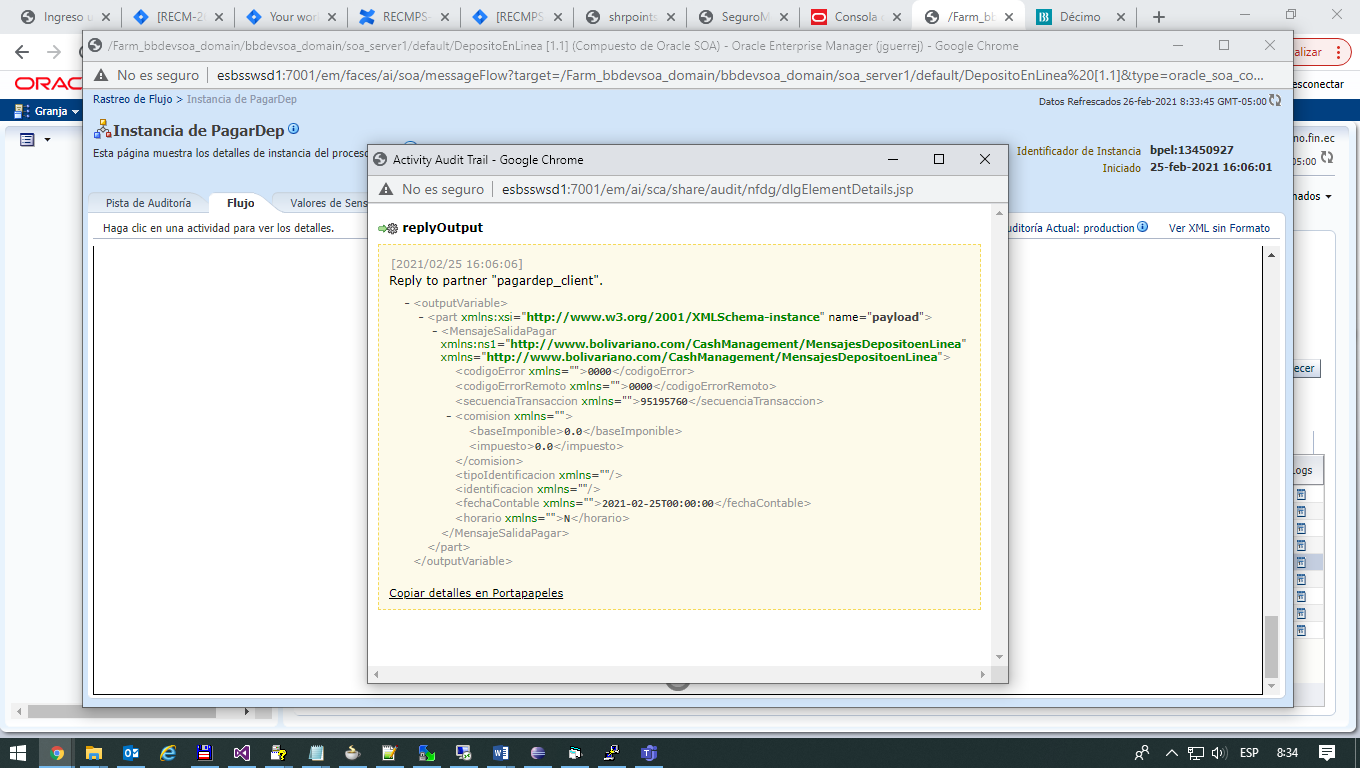 Ingreso u
[RECM-20
Your work
RECMPS-
[RECMPS
shrpoints
SeguroM
Consola d
/Farm_bb
Décimo
/Farm_bbdevsoa_domain/bbdevsoa_domain/soa_server1/default/DepositoEnLinea [1.1] (Compuesto de Oracle SOA) - Oracle Enterprise Manager (jguerrej) - Google Chrome
alizar
No es seguro
esbsswsd1:7001/em/faces/ai/soa/messageFlow?target=/Farm_bbdevsoa_domain/bbdevsoa_domain/soa_server1/default/DepositoEnLinea%20[1.1]&type=oracle_soa_co...
ORAC
esconectar
Rastreo de Flujo > Instancia de PagarDep
Datos Refrescados 26-feb-2021 8:33:45 GMT-05:00
Granja
Instancia de PagarDep
Esta página muestra los detalles de instancia del proceso
Identificador de Instancia bpel:13450927
Iniciado 25-feb-2021 16:06:01
no.fin.ec
05:00
nados
Pista de Auditoría
Flujo
Valores de Sens
Haga clic en una actividad para ver los detalles.
uditoría Actual: production
Ver XML sin Formato
Activity Audit Trail - Google Chrome
No es seguro
esbsswsd1:7001/em/ai/sca/share/audit/nfdg/dlgElementDetails.jsp
replyOutput
[2021/02/25 16:06:06]
Reply to partner "pagardep_client".
- <outputVariable>
- <part xmlns:xsi="http://www.w3.org/2001/XMLSchema-instance" name="payload">
- <MensajeSalidaPagar
xmlns:ns1="http://www.bolivariano.com/CashManagement/MensajesDepositoenLinea"
xmlns="http://www.bolivariano.com/CashManagement/MensajesDepositoenLinea">
<codigoError xmlns="">0000</codigoError>
<codigoErrorRemoto xmlns="">0000</codigoErrorRemoto>
<secuenciaTransaccion xmlns="">95195760</secuenciaTransaccion>
- <comision xmlns="">
<baseImponible>0.0</baseImponible>
<impuesto>0.0</impuesto>
</comision>
<tipoIdentificacion xmlns=""/>
<identificacion xmlns=""/>
<fechaContable xmlns="">2021-02-25T00:00:00</fechaContable>
<horario xmlns="">N</horario>
</MensajeSalidaPagar>
</part>
</outputVariable>
Copiar detalles en Portapapeles
ecer
Logs
ESP
8:34